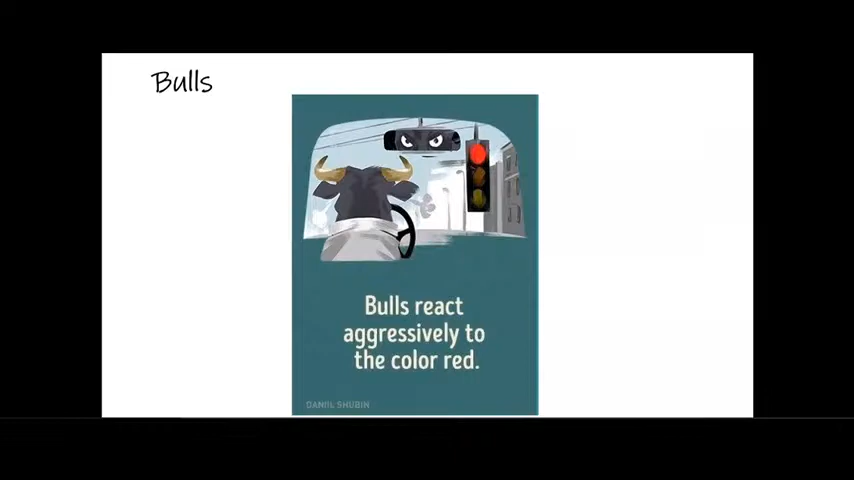 Bulls
Bulls react
aggressively to
the color red.
DANIIL SHUBIN